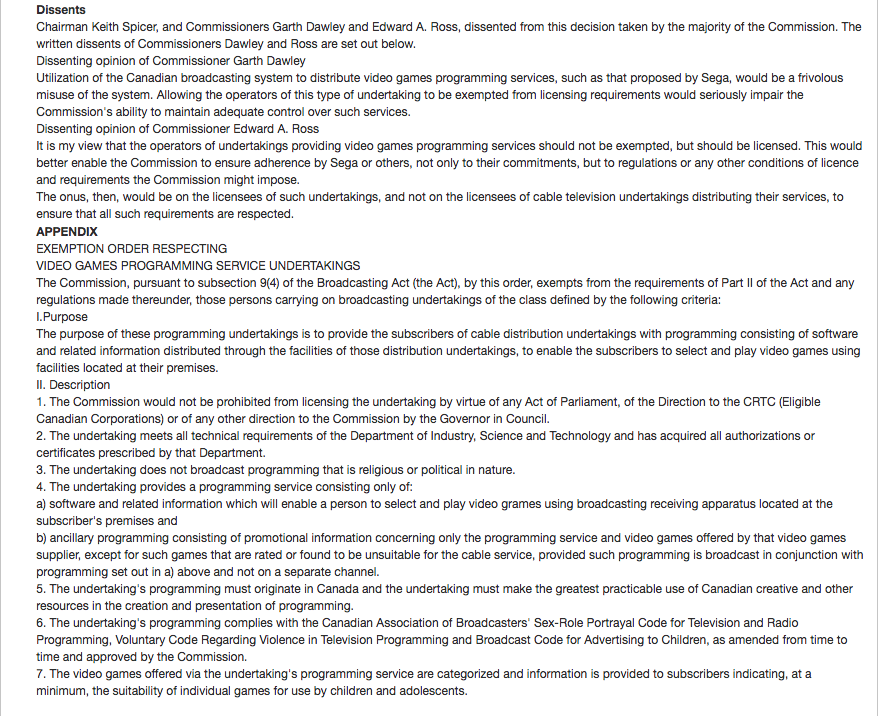 Dissents
Chairman Keith Spicer, and Commissioners Garth Dawley and Edward A. Ross, dissented from this decision taken by the majority of the Commission. The
written dissents of Commissioners Dawley and Ross are set out below.
Dissenting opinion of Commissioner Garth Dawley
Utilization of the Canadian broadcasting system to distribute video games programming services, such as that proposed by Sega, would be a frivolous
misuse of the system. Allowing the operators of this type of undertaking to be exempted from licensing requirements would seriously impair the
Commission's ability to maintain adequate control over such services.
Dissenting opinion of Commissioner Edward A. Ross
It is my view that the operators of undertakings providing video games programming services should not be exempted, but should be licensed. This would
better enable the Commission to ensure adherence by Sega or others, not only to their commitments, but to regulations or any other conditions of licence
and requirements the Commission might impose.
The onus, then, would be on the licensees of such undertakings, and not on the licensees of cable television undertakings distributing their services, to
ensure that all such requirements are respected.
APPENDIX
EXEMPTION ORDER RESPECTING
VIDEO GAMES PROGRAMMING SERVICE UNDERTAKINGS
The Commission, pursuant to subsection 9(4) of the Broadcasting Act (the Act), by this order, exempts from the requirements of Part II of the Act and any
regulations made thereunder, those persons carrying on broadcasting undertakings of the class defined by the following criteria:
I.Purpose
The purpose of these programming undertakings is to provide the subscribers of cable distribution undertakings with programming consisting of software
and related information distributed through the facilities of those distribution undertakings, to enable the subscribers to select and play video games using
facilities located at their premises.
II. Description
1. The Commission would not be prohibited from licensing the undertaking by virtue of any Act of Parliament, of the Direction to the CRTC (Eligible
Canadian Corporations) or of any other direction to the Commission by the Governor in Council.
2. The undertaking meets all technical requirements of the Department of Industry, Science and Technology and has acquired all authorizations or
certificates prescribed by that Department.
3. The undertaking does not broadcast programming that is religious or political in nature.
4. The undertaking provides a programming service consisting only of:
a) software and related information which will enable a person to select and play video grames using broadcasting receiving apparatus located at the
subscriber's premises and
b) ancillary programming consisting of promotional information concerning only the programming service and video games offered by that video games
supplier, except for such games that are rated or found to be unsuitable for the cable service, provided such programming is broadcast in conjunction with
programming set out in a) above and not on a separate channel.
5. The undertaking's programming must originate in Canada and the undertaking must make the greatest practicable use of Canadian creative and other
resources in the creation and presentation of programming.
6. The undertaking's programming complies with the Canadian Association of Broadcasters' Sex-Role Portrayal Code for Television and Radio
Programming, Voluntary Code Regarding Violence in Television Programming and Broadcast Code for Advertising to Children, as amended from time to
time and approved by the Commission.
7. The video games offered via the undertaking's programming service are categorized and information is provided to subscribers indicating, at a
minimum, the suitability of individual games for use by children and adolescents.